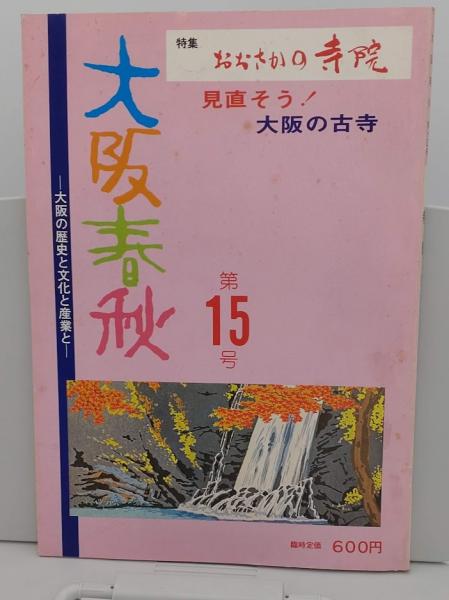 特集 おおさかの寺院
見直そう!
大阪の古寺
大阪春秋
―大阪の歴史と文化と産業と―
第15号
臨時定価 600円